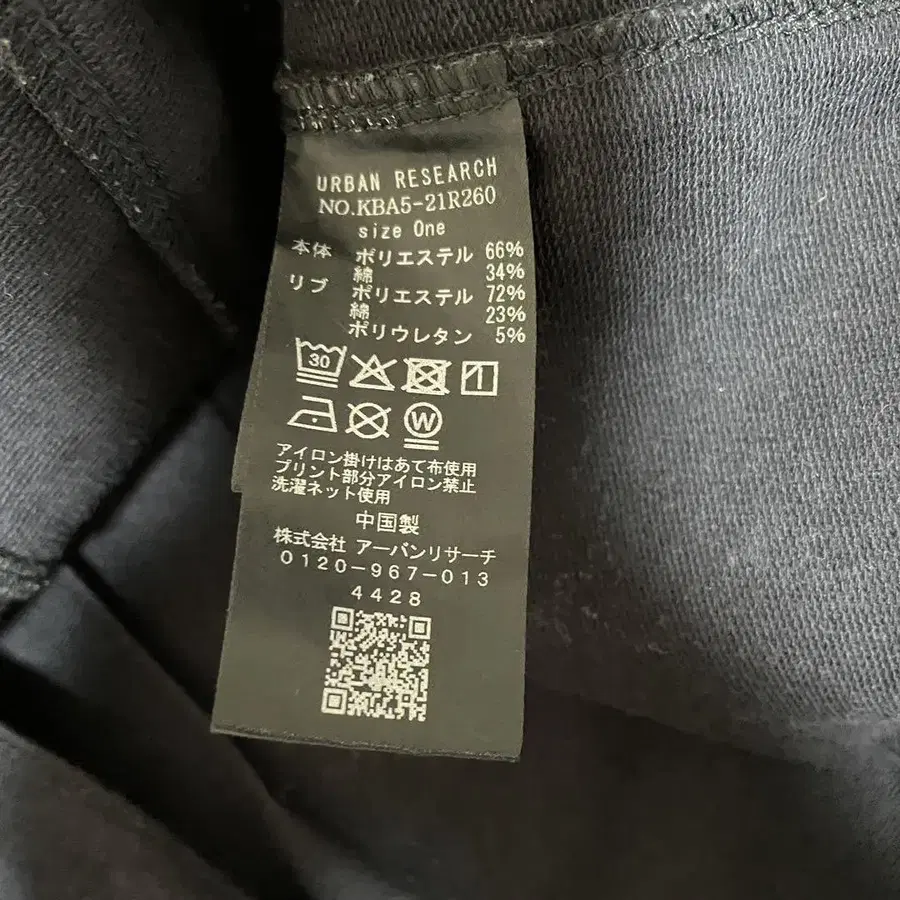 URBAN RESEARCH
NO.KBA5-21R260
size One
本体 ポリエステル 66%
綿 34%
リブ ポリエステル 72%
綿 23%
ポリウレタン 5%
30
W
アイロン掛けはあて布使用
プリント部分アイロン禁止
洗濯ネット使用
中国製
株式会社 アーバンリサーチ
0120-967-013
4428